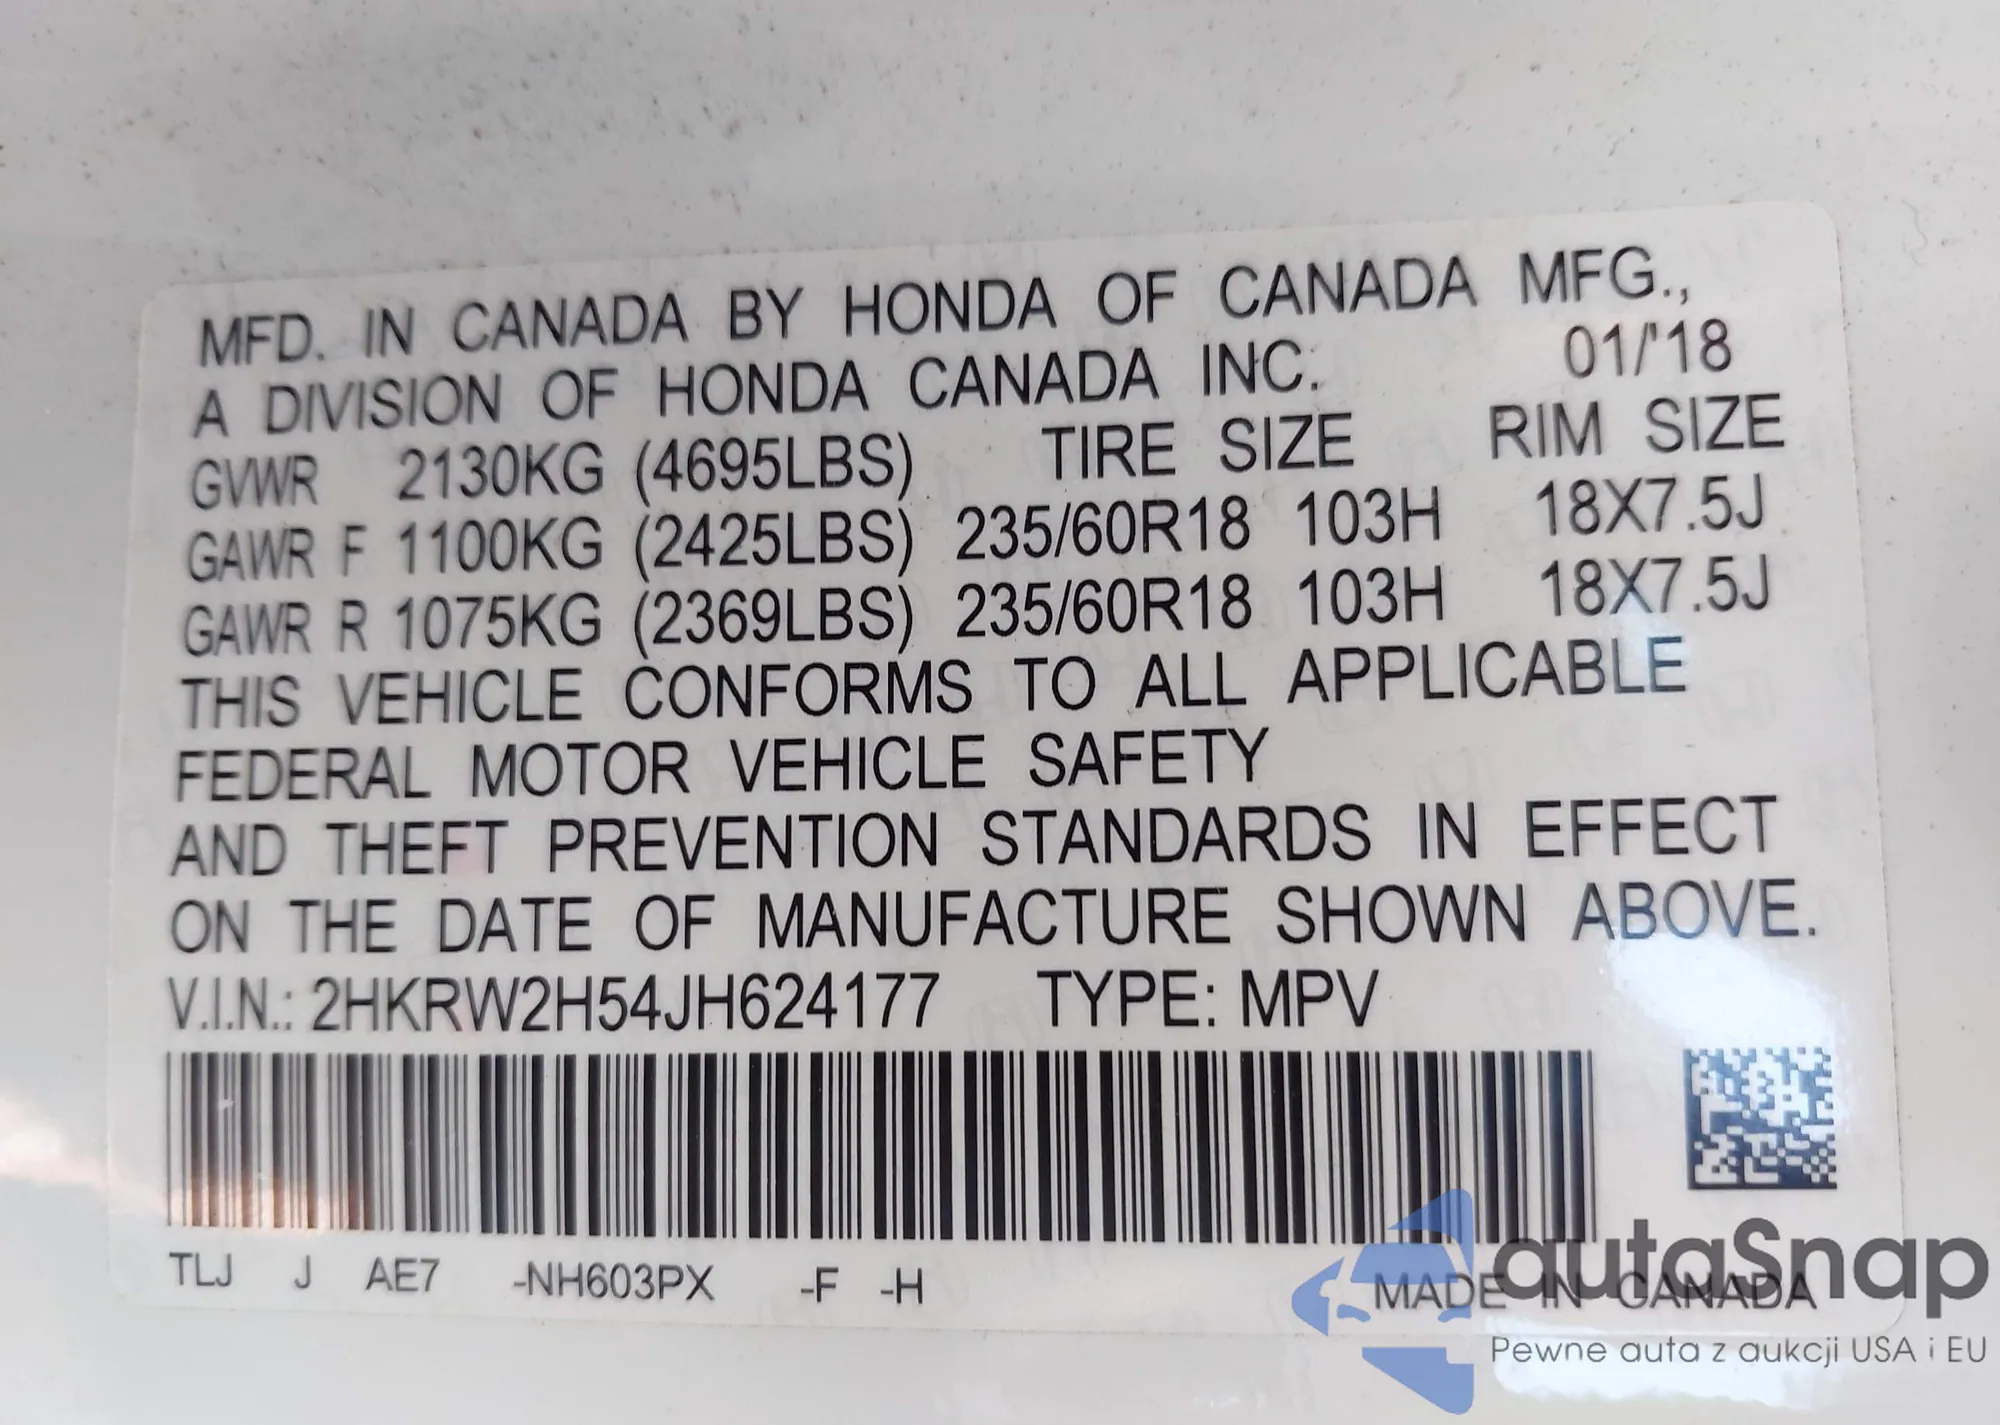 MFD. IN CANADA BY HONDA OF CANADA MFG.,
A DIVISION OF HONDA CANADA INC. 01/'18
GVWR 2130KG (4695LBS) TIRE SIZE RIM SIZE
GAWR F 1100KG (2425LBS) 235/60R18 103H 18X7.5J
GAWR R 1075KG (2369LBS) 235/60R18 103H 18X7.5J
THIS VEHICLE CONFORMS TO ALL APPLICABLE
FEDERAL MOTOR VEHICLE SAFETY
AND THEFT PREVENTION STANDARDS IN EFFECT
ON THE DATE OF MANUFACTURE SHOWN ABOVE.
V.I.N.: 2HKRW2H54JH624177 TYPE: MPV
TLJ J AE7 -NH603PX -F -H MADE IN CANADA
autaSnap
Pewne auta z aukcji USA i EU